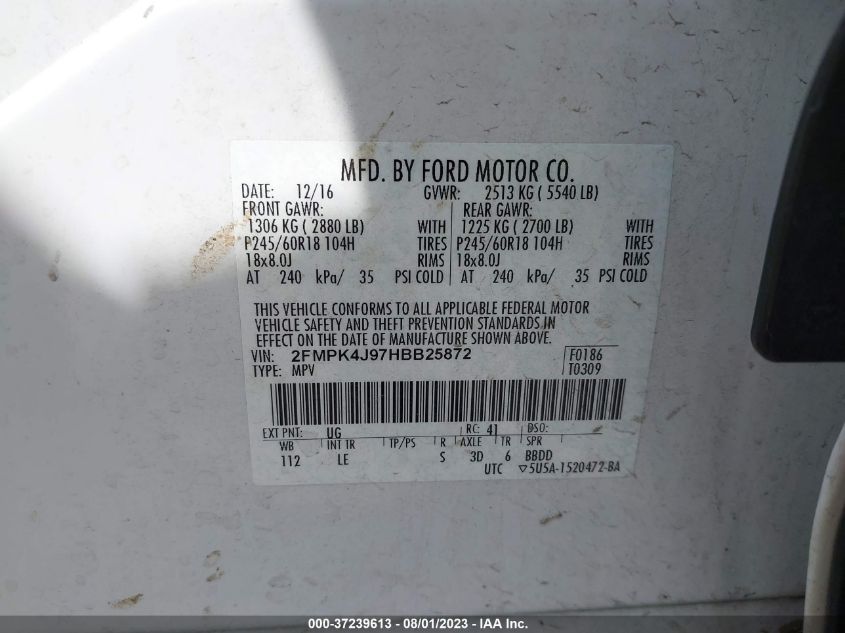 MFD. BY FORD MOTOR CO.
DATE: 12/16 GVWR: 2513 KG ( 5540 LB)
FRONT GAWR: REAR GAWR:
1306 KG ( 2880 LB) WITH 1225 KG ( 2700 LB) WITH
P245/60R18 104H TIRES P245/60R18 104H TIRES
18x8.0J RIMS 18x8.0J RIMS
AT 240 kPa/ 35 PSI COLD AT 240 kPa/ 35 PSI COLD
THIS VEHICLE CONFORMS TO ALL APPLICABLE FEDERAL MOTOR
VEHICLE SAFETY AND THEFT PREVENTION STANDARDS IN
EFFECT ON THE DATE OF MANUFACTURE SHOWN ABOVE.
VIN: 2FMPK4J97HBB25872 F0186
TYPE: MPV T0309
EXT PNT: UG RC: 41 DSO:
WB INT TR TP/PS R AXLE TR SPR
112 LE S 3D 6 BBDD
UTC ▽5U5A-1520472-BA
000-37239613 - 08/01/2023 - IAA Inc.